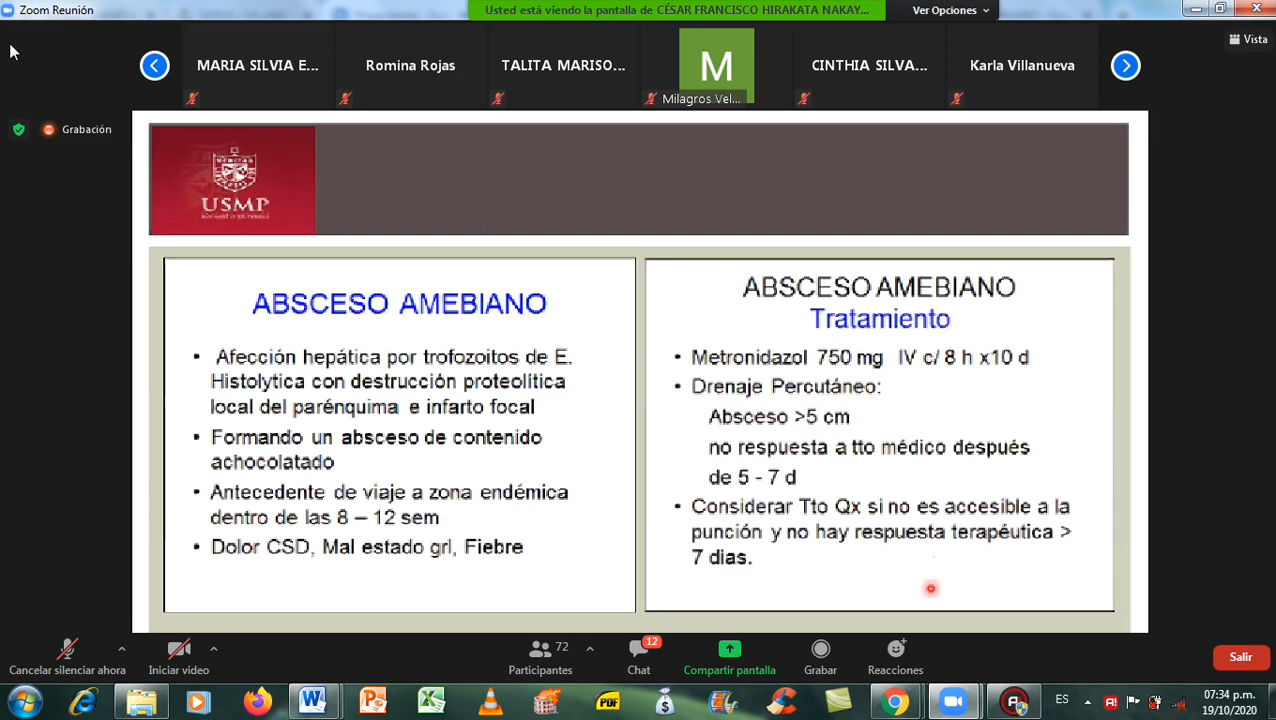 Zoom Reunión
Usted está viendo la pantalla de CÉSAR FRANCISCO HIRAKATA NAKAY...
Ver Opciones
Vista
MARIA SILVIA E...
Romina Rojas
TALITA MARISO...
M
Milagros Vel...
CINTHIA SILVA...
Karla Villanueva
Grabación
USMP
ABSCESO AMEBIANO
• Afección hepática por trofozoitos de E.
Histolytica con destrucción proteolítica
local del parénquima e infarto focal
• Formando un absceso de contenido
achocolatado
• Antecedente de viaje a zona endémica
dentro de las 8 – 12 sem
• Dolor CSD, Mal estado grl, Fiebre
ABSCESO AMEBIANO
Tratamiento
• Metronidazol 750 mg IV c/ 8 h x10 d
• Drenaje Percutáneo:
Absceso >5 cm
no respuesta a tto médico después
de 5 - 7 d
• Considerar Tto Qx si no es accesible a la
punción y no hay respuesta terapéutica >
7 dias.
Cancelar silenciar ahora
Iniciar video
72
Participantes
12
Chat
Compartir pantalla
Grabar
Reacciones
Salir
PDF
ES
07:34 p.m.
19/10/2020